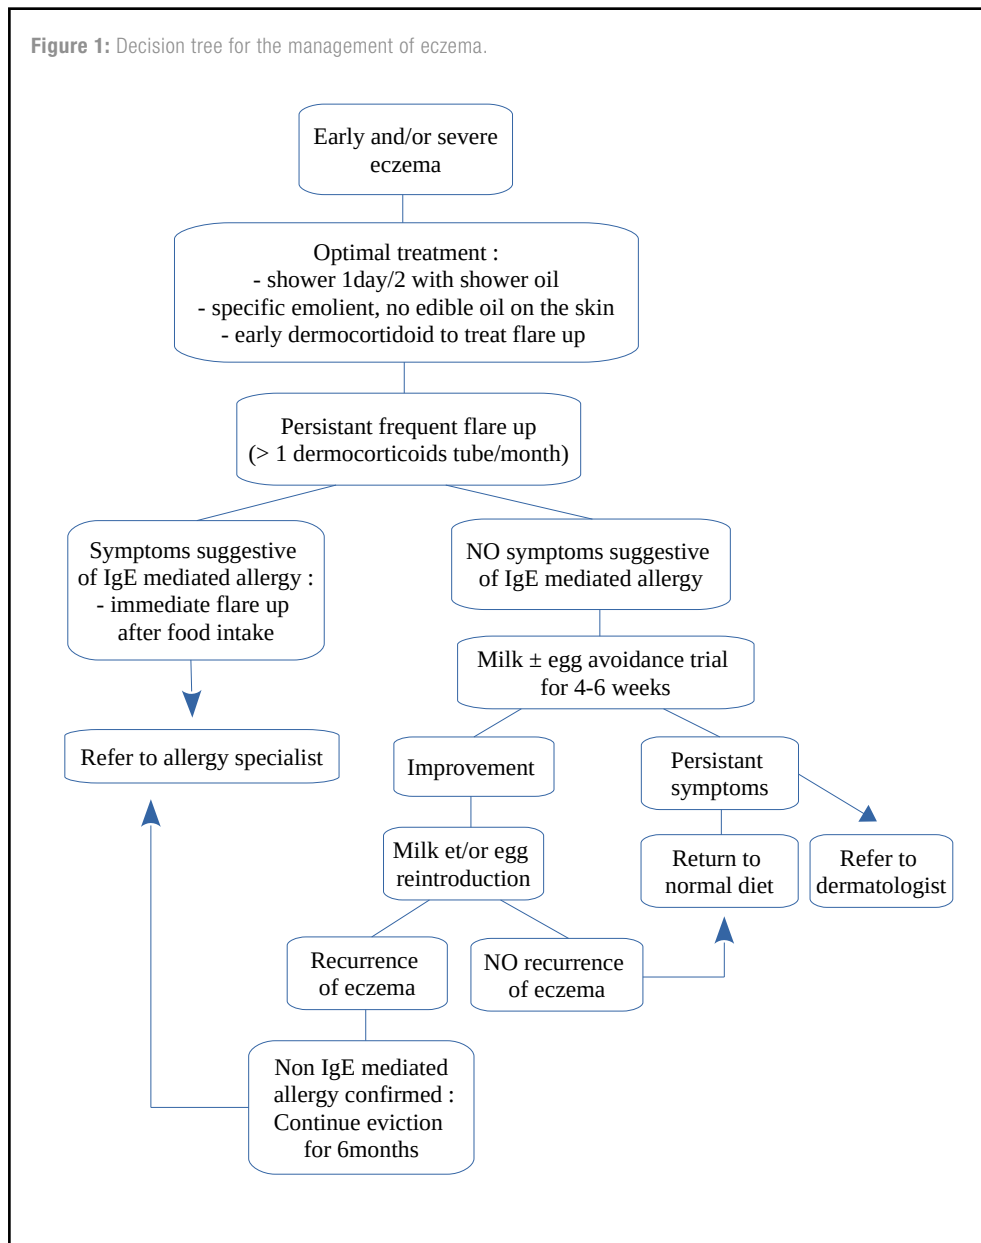 Figure 1: Decision tree for the management of eczema.
Early and/or severe
eczema
Optimal treatment :
- shower 1day/2 with shower oil
- specific emolient, no edible oil on the skin
- early dermocortidoid to treat flare up
Persistant frequent flare up
(> 1 dermocorticoids tube/month)
Symptoms suggestive
of IgE mediated allergy :
- immediate flare up
after food intake
NO symptoms suggestive
of IgE mediated allergy
Milk ± egg avoidance trial
for 4-6 weeks
Refer to allergy specialist
Improvement
Persistant
symptoms
Milk et/or egg
reintroduction
Return to
normal diet
Refer to
dermatologist
Recurrence
of eczema
NO recurrence
of eczema
Non IgE mediated
allergy confirmed :
Continue eviction
for 6months